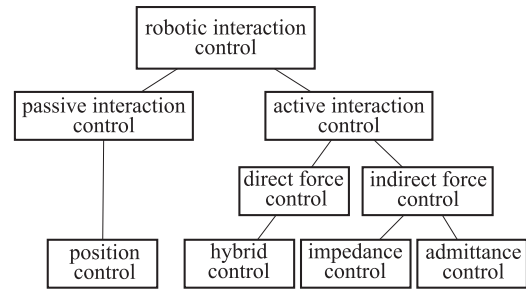 robotic interaction
control
passive interaction
control
active interaction
control
direct force
control
indirect force
control
position
control
hybrid
control
impedance
control
admittance
control